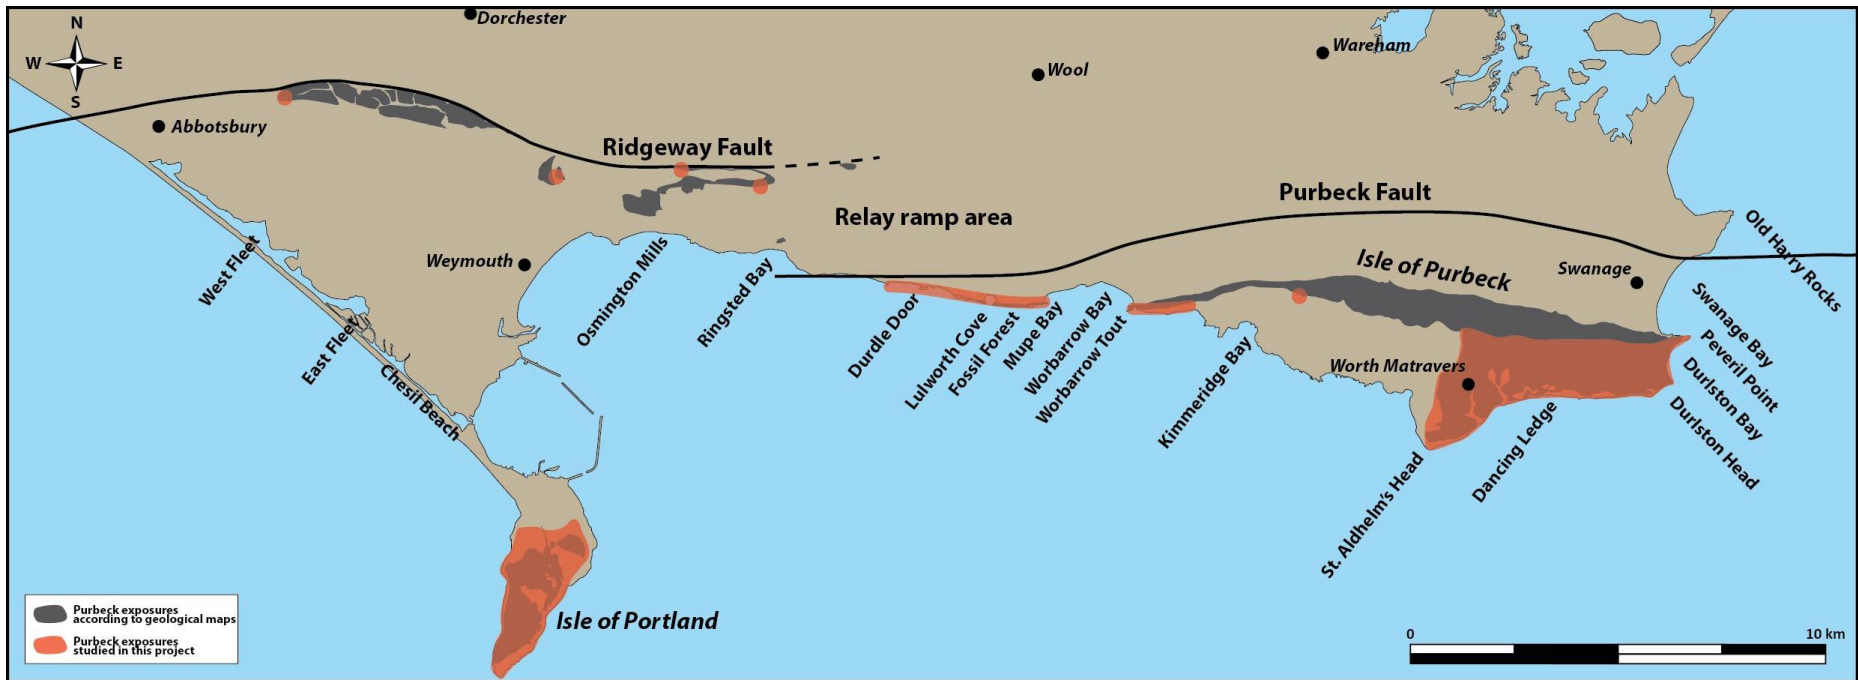 N
W
E
S
Dorchester
Wareham
Wool
Abbotsbury
Ridgeway Fault
Purbeck Fault
Relay ramp area
Old Harry Rocks
West Fleet
Weymouth
Osmington Mills
Ringsted Bay
Isle of Purbeck
Swanage
East Fleet
Chesil Beach
Durdle Door
Lulworth Cove
Fossil Forest
Mupe Bay
Worbarrow Bay
Worbarrow Tout
Kimmeridge Bay
Worth Matravers
Swanage Bay
Peveril Point
Durlston Bay
Durlston Head
Dancing Ledge
St. Aldhelm's Head
Isle of Portland
Purbeck exposures
according to geological maps
Purbeck exposures
studied in this project
0
10 km